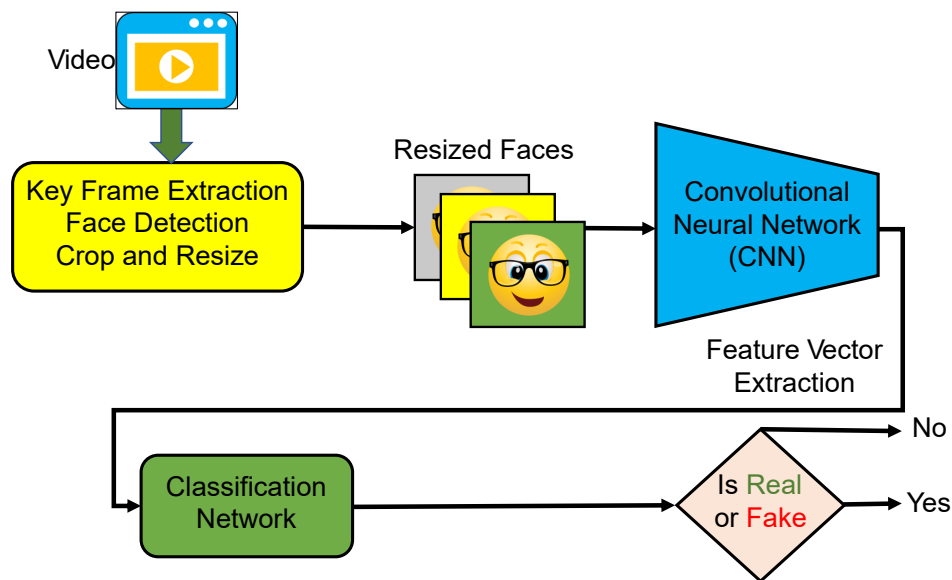 Video
Key Frame Extraction
Face Detection
Crop and Resize
Resized Faces
Convolutional
Neural Network
(CNN)
Feature Vector
Extraction
Classification
Network
Is Real
or Fake
No
Yes